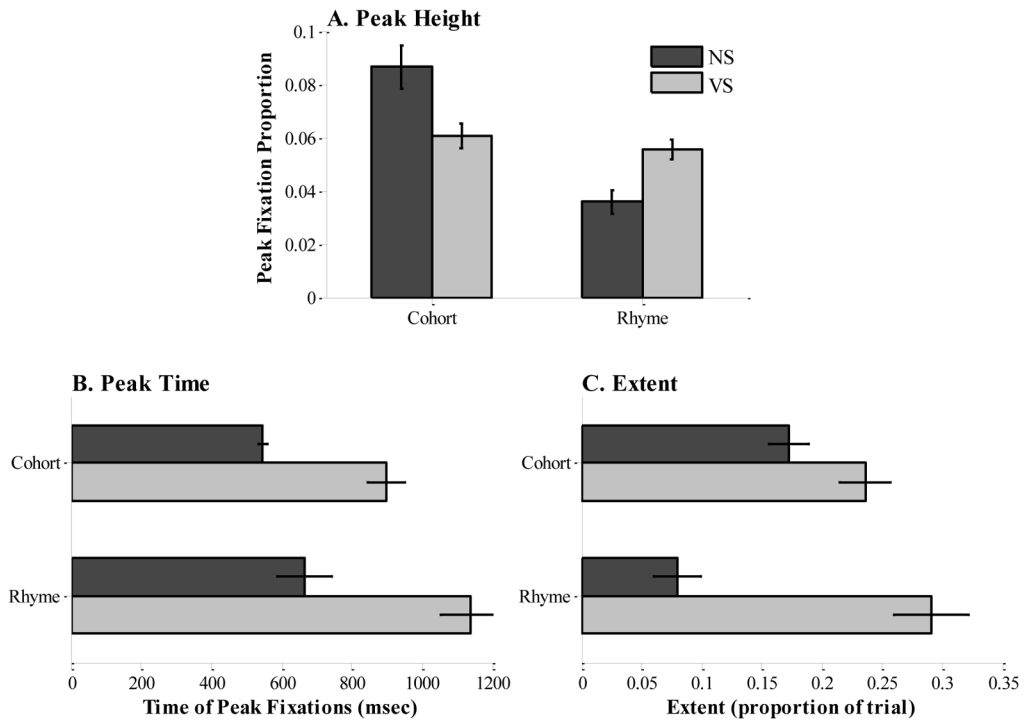 A. Peak Height
0.1
0.08
0.06
0.04
0.02
0
Peak Fixation Proportion
NS
VS
Cohort
Rhyme
B. Peak Time
Cohort
Rhyme
0 200 400 600 800 1000 1200
Time of Peak Fixations (msec)
C. Extent
Cohort
Rhyme
0 0.05 0.1 0.15 0.2 0.25 0.3 0.35
Extent (proportion of trial)